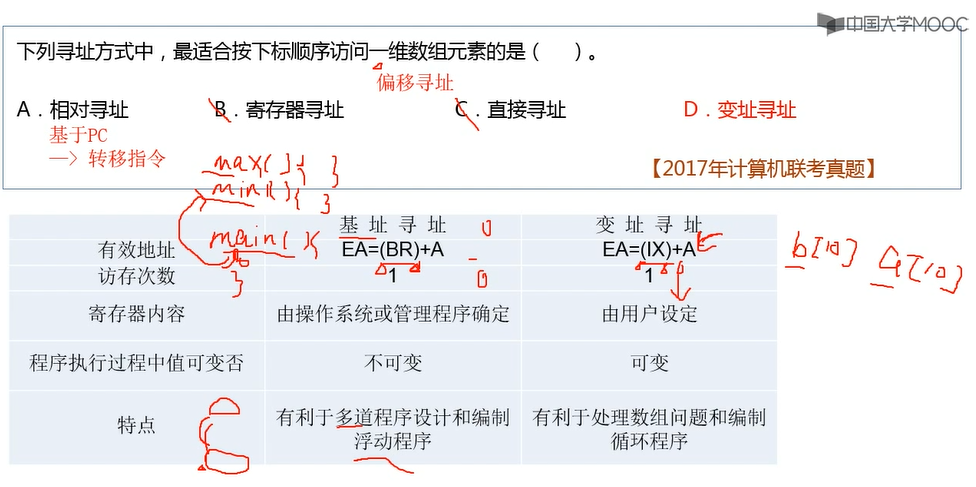 中国大学MOOC
下列寻址方式中，最适合按下标顺序访问一维数组元素的是（　）。
偏移寻址
A．相对寻址 B．寄存器寻址 C．直接寻址 D．变址寻址
基于PC
—> 转移指令
【2017年计算机联考真题】
max( ){ }
min( ){ }
main( ){
}
基址寻址 变址寻址
有效地址 EA=(BR)+A EA=(IX)+A
访存次数 1 1
0
0
b[10] a[10]
寄存器内容 由操作系统或管理程序确定 由用户设定
程序执行过程中值可变否 不可变 可变
特点 有利于多道程序设计和编制浮动程序 有利于处理数组问题和编制循环程序